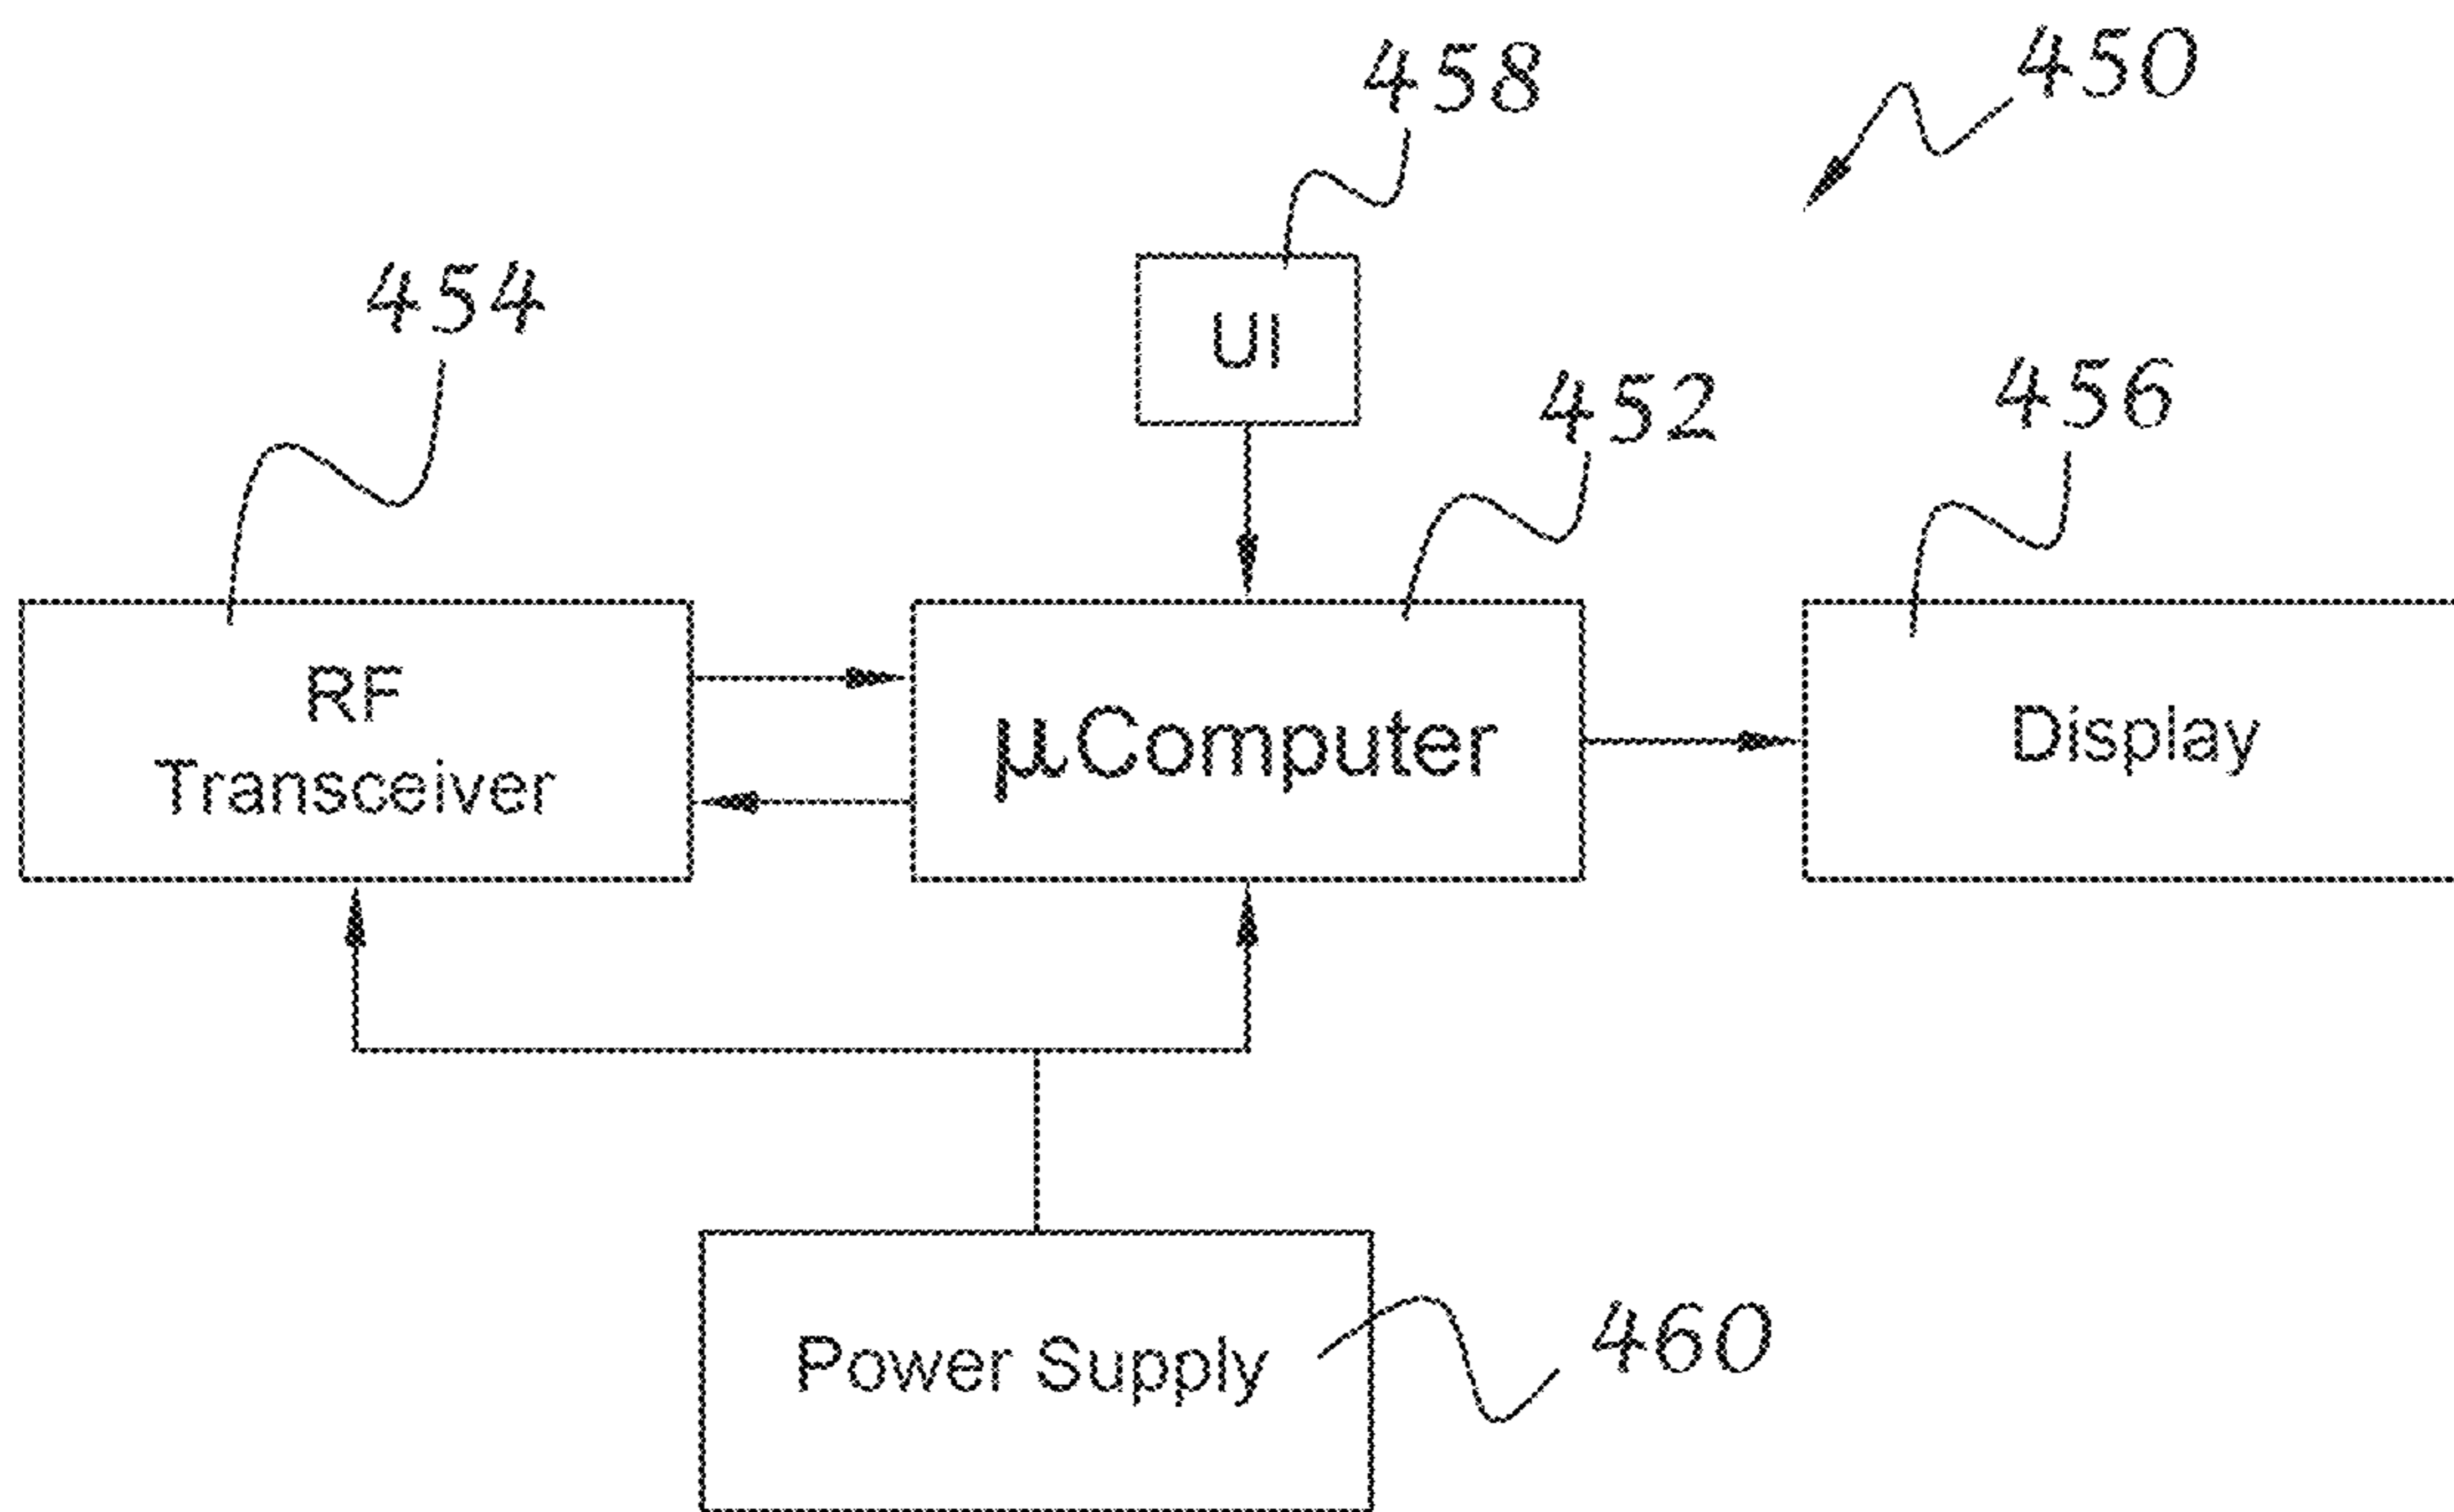 458
450
454
UI
452
456
RF
Transceiver
µComputer
Display
Power Supply
460